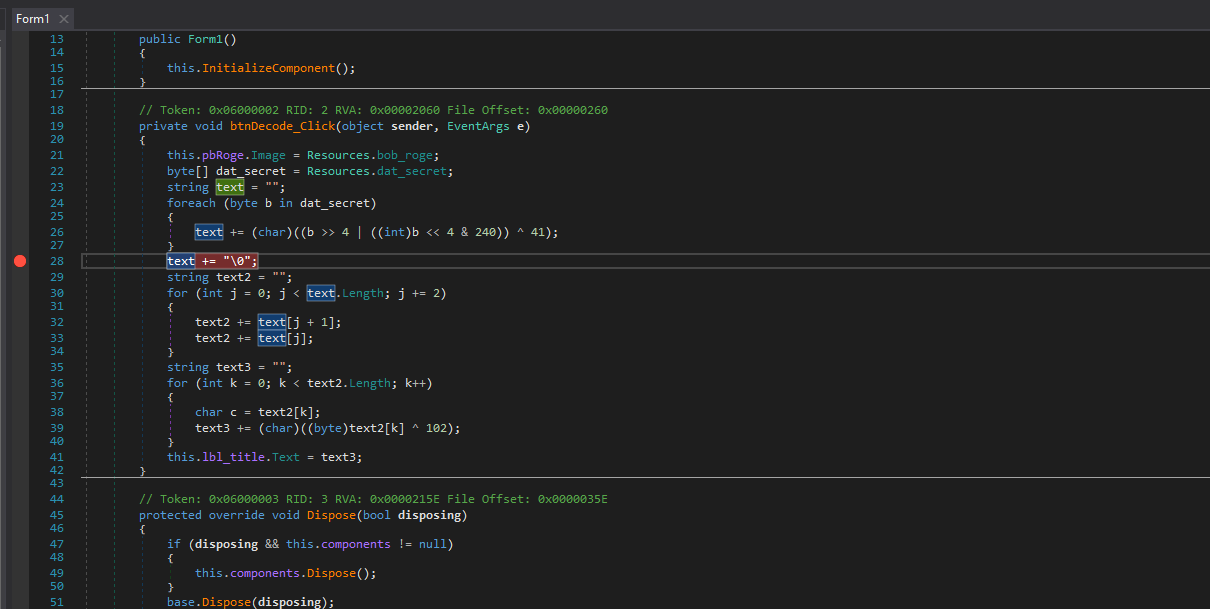 Form1 ✕
13 public Form1()
14 {
15 this.InitializeComponent();
16 }
17
18 // Token: 0x06000002 RID: 2 RVA: 0x00002060 File Offset: 0x00000260
19 private void btnDecode_Click(object sender, EventArgs e)
20 {
21 this.pbRoge.Image = Resources.bob_roge;
22 byte[] dat_secret = Resources.dat_secret;
23 string text = "";
24 foreach (byte b in dat_secret)
25 {
26 text += (char)((b >> 4 | ((int)b << 4 & 240)) ^ 41);
27 }
28 text += "\0";
29 string text2 = "";
30 for (int j = 0; j < text.Length; j += 2)
31 {
32 text2 += text[j + 1];
33 text2 += text[j];
34 }
35 string text3 = "";
36 for (int k = 0; k < text2.Length; k++)
37 {
38 char c = text2[k];
39 text3 += (char)((byte)text2[k] ^ 102);
40 }
41 this.lbl_title.Text = text3;
42 }
43
44 // Token: 0x06000003 RID: 3 RVA: 0x0000215E File Offset: 0x0000035E
45 protected override void Dispose(bool disposing)
46 {
47 if (disposing && this.components != null)
48 {
49 this.components.Dispose();
50 }
51 base.Dispose(disposing);